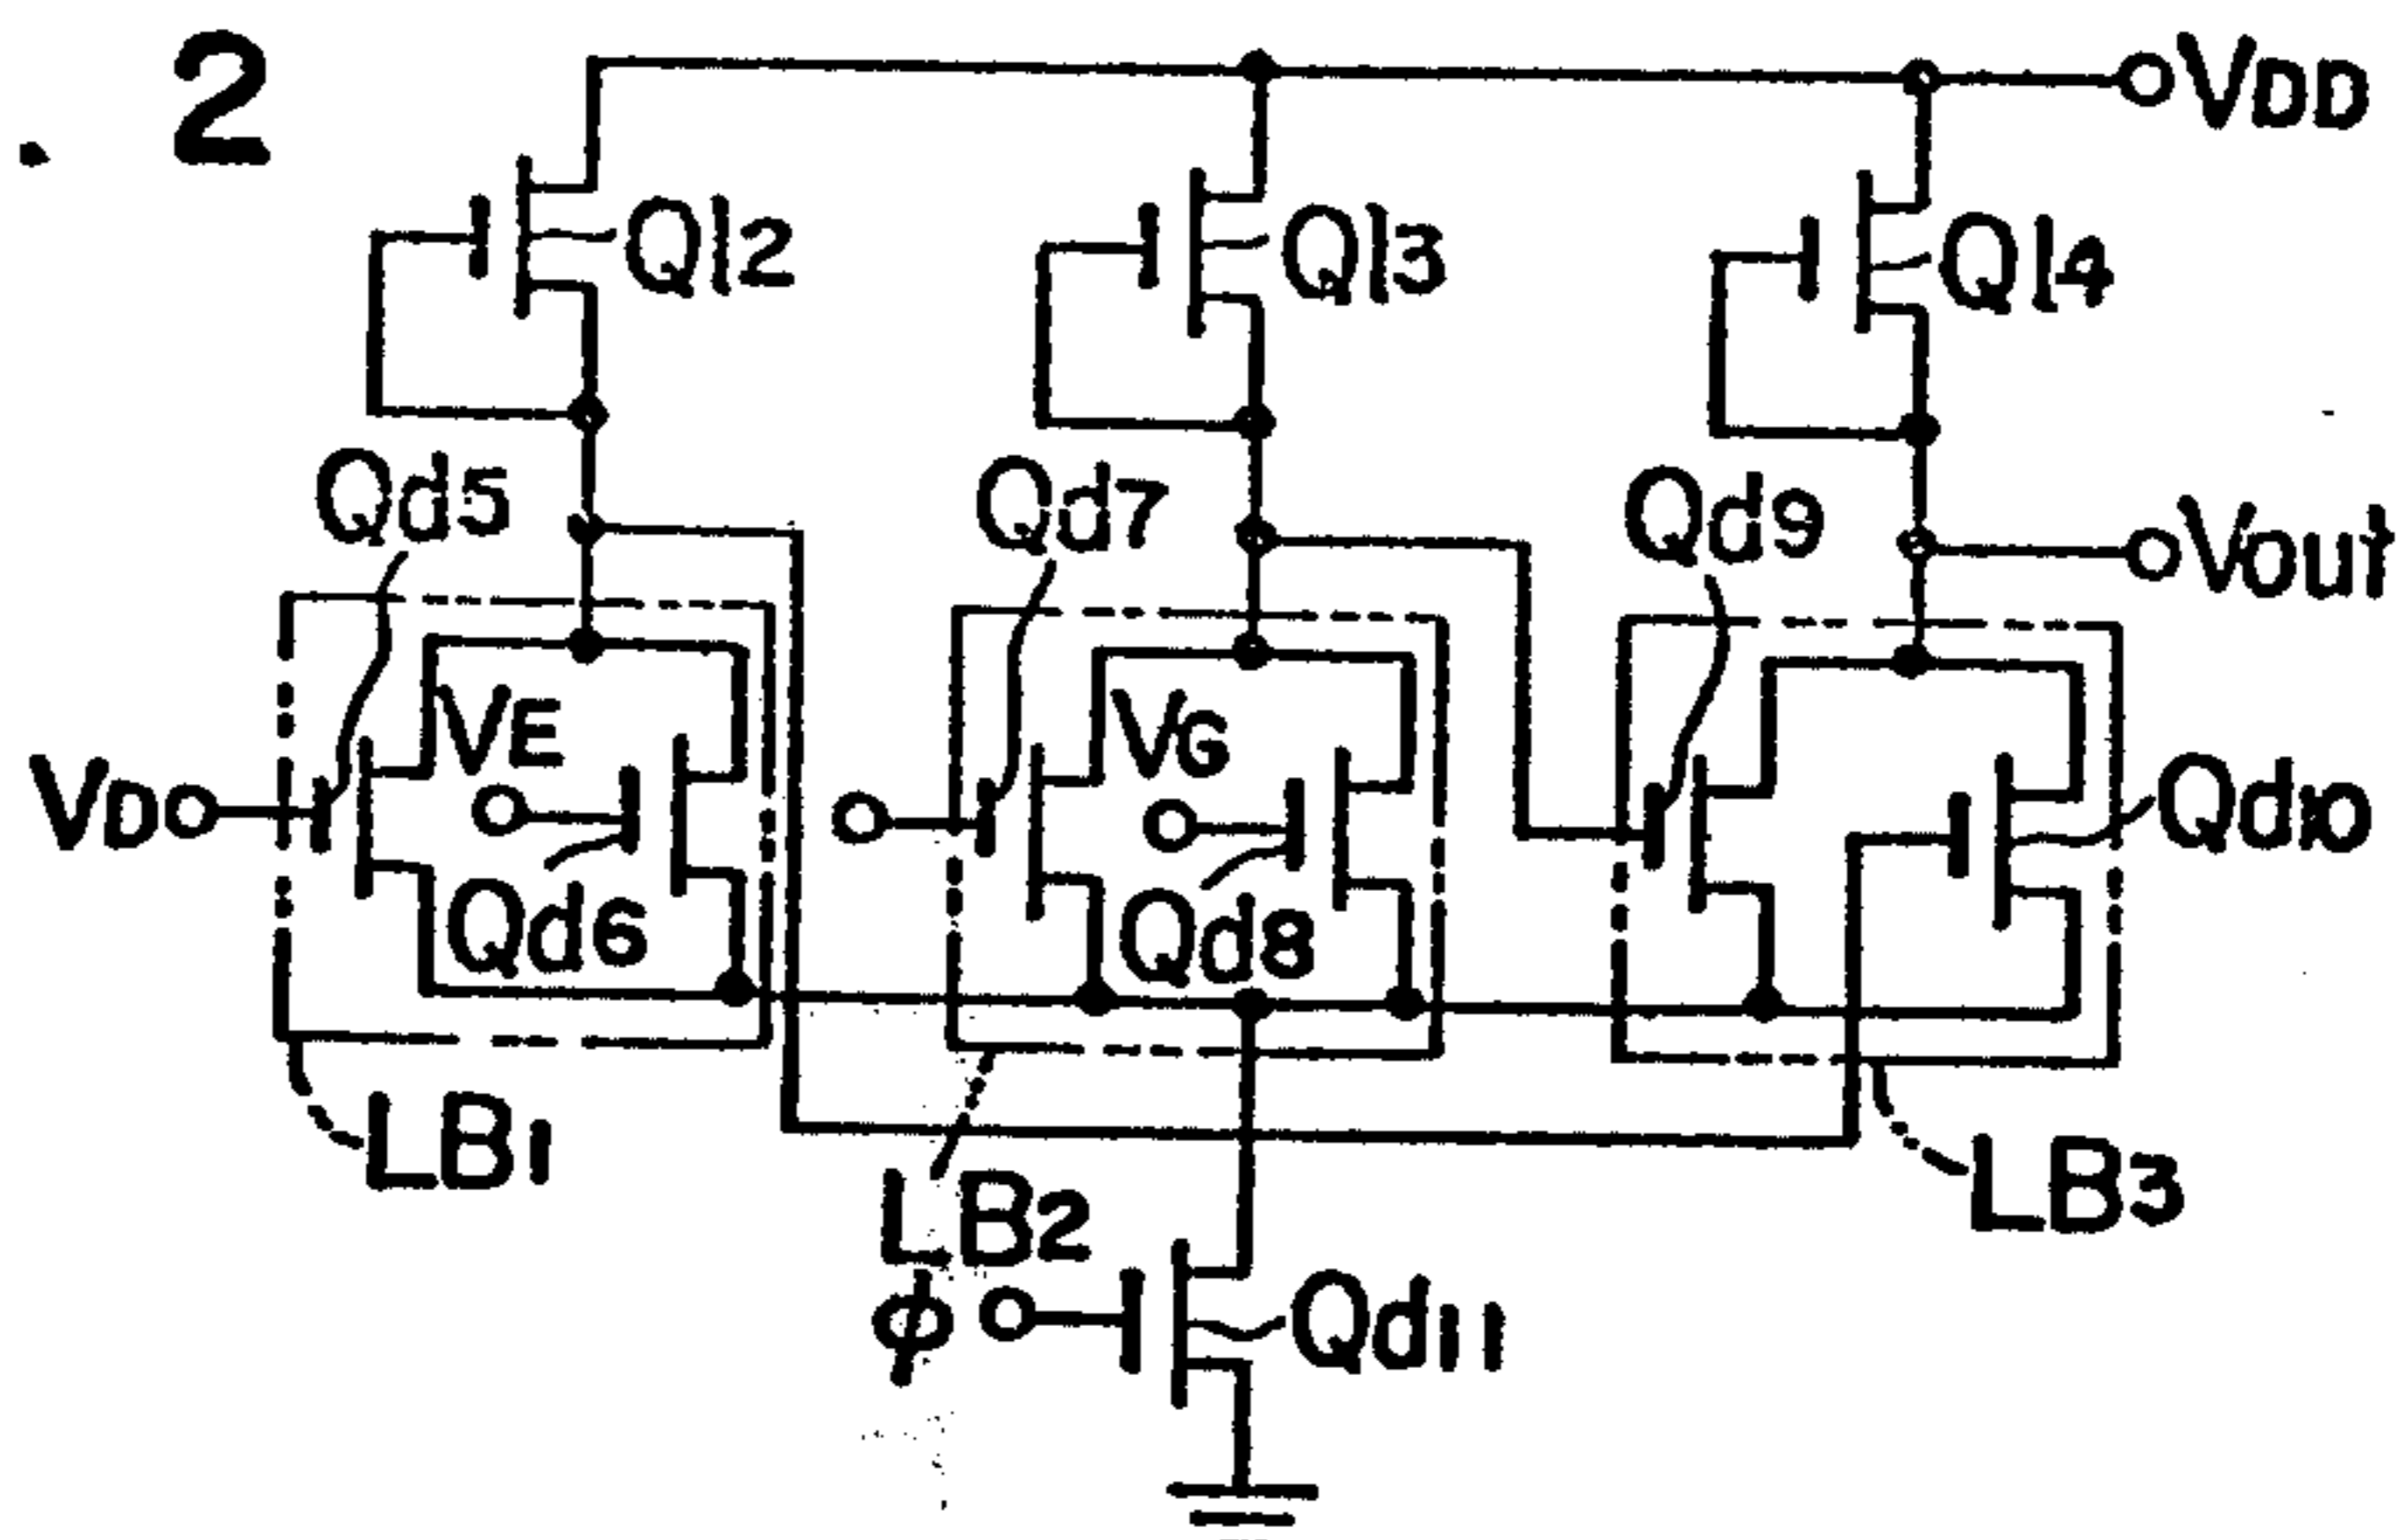 . 2
VDD
Ql2
Ql3
Ql4
Qd5
Qd7
Qd9
Vout
VE
VG
VD
Qd10
Qd6
Qd8
LB1
LB2
LB3
ϕ
Qd11